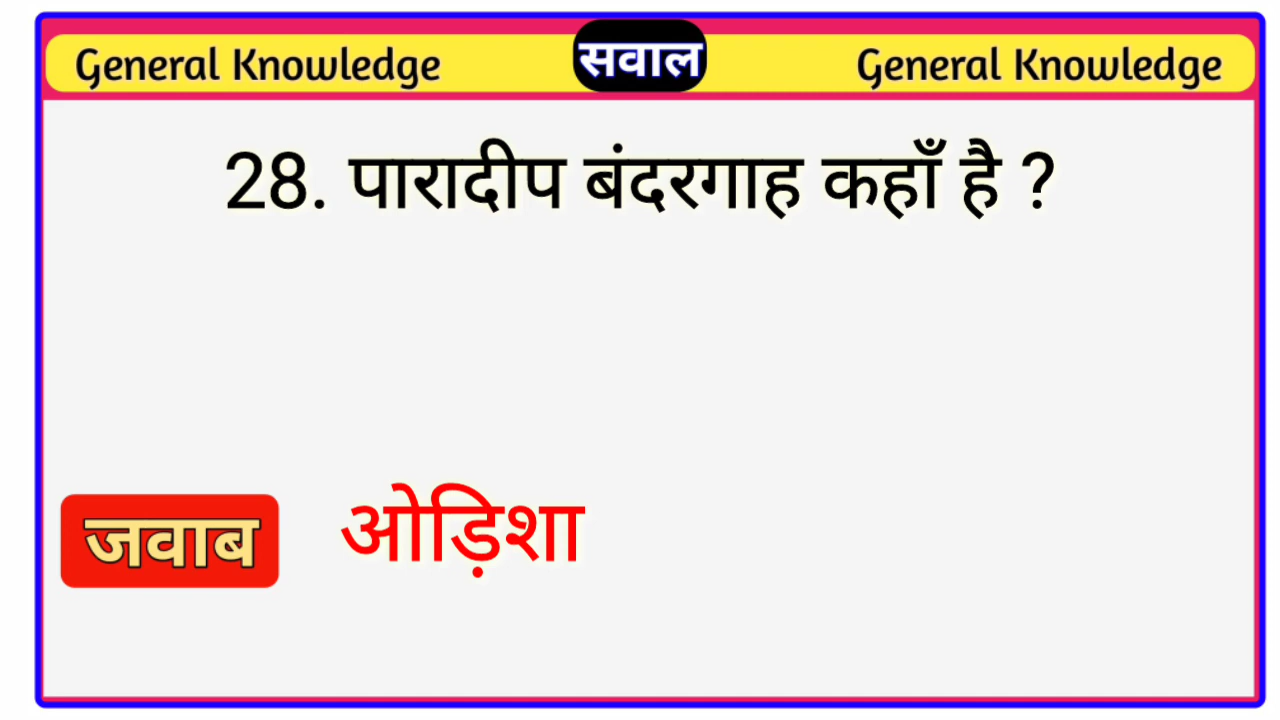 General Knowledge सवाल General Knowledge
28. पारादीप बंदरगाह कहाँ है ?
जवाब ओड़िशा